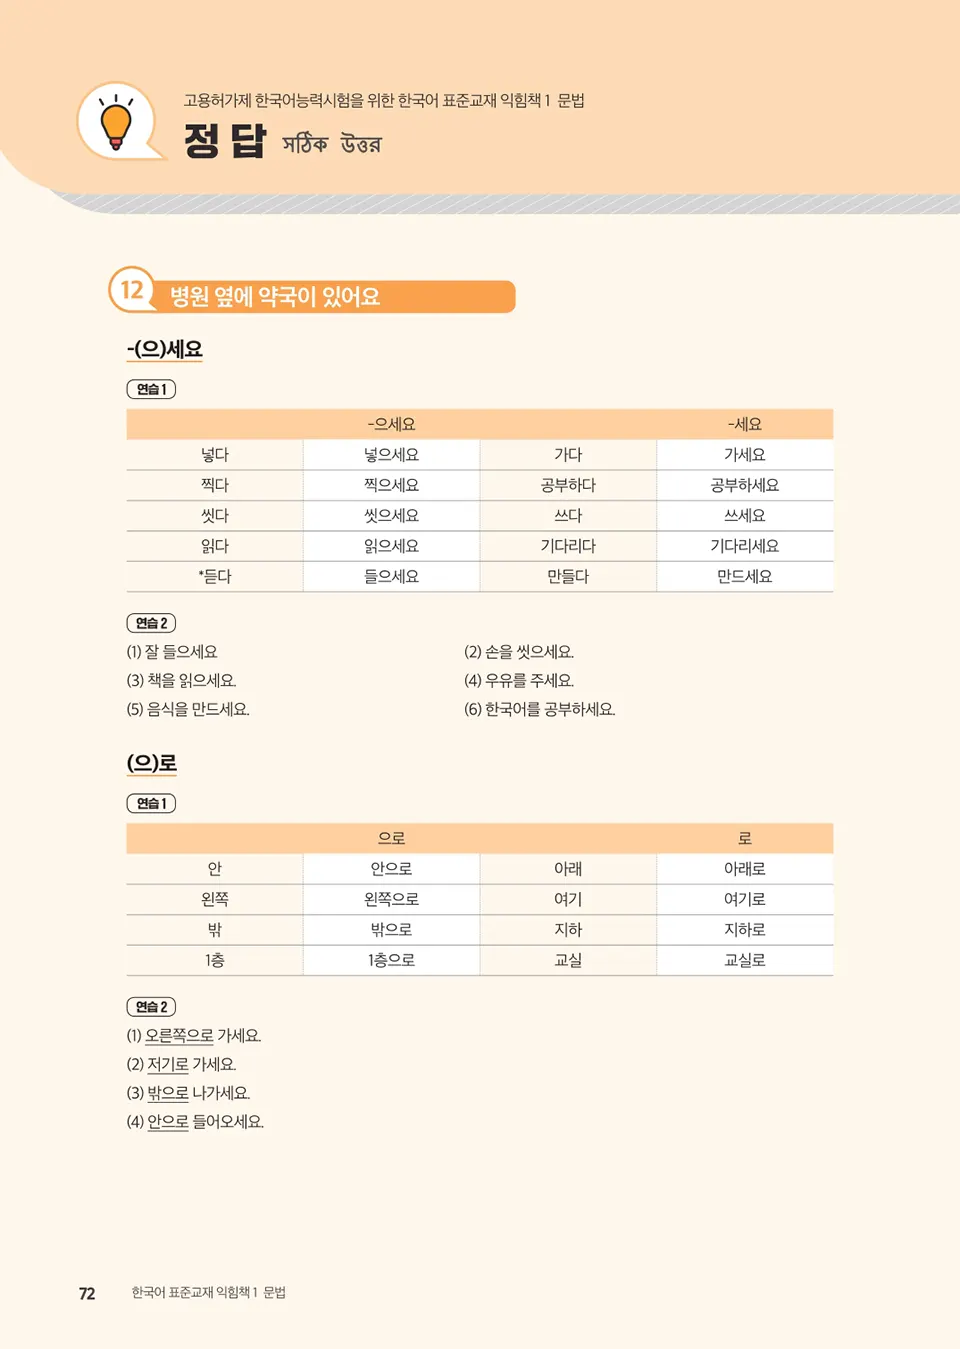 고용허가제 한국어능력시험을 위한 한국어 표준교재 익힘책 1 문법
정답 সঠিক উত্তর
12 병원 옆에 약국이 있어요
-(으)세요
연습 1
-으세요 -세요
넣다 넣으세요 가다 가세요
찍다 찍으세요 공부하다 공부하세요
씻다 씻으세요 쓰다 쓰세요
읽다 읽으세요 기다리다 기다리세요
*듣다 들으세요 만들다 만드세요
연습 2
(1) 잘 들으세요 (2) 손을 씻으세요.
(3) 책을 읽으세요. (4) 우유를 주세요.
(5) 음식을 만드세요. (6) 한국어를 공부하세요.
(으)로
연습 1
으로 로
안 안으로 아래 아래로
왼쪽 왼쪽으로 여기 여기로
밖 밖으로 지하 지하로
1층 1층으로 교실 교실로
연습 2
(1) 오른쪽으로 가세요.
(2) 저기로 가세요.
(3) 밖으로 나가세요.
(4) 안으로 들어오세요.
72 한국어 표준교재 익힘책 1 문법